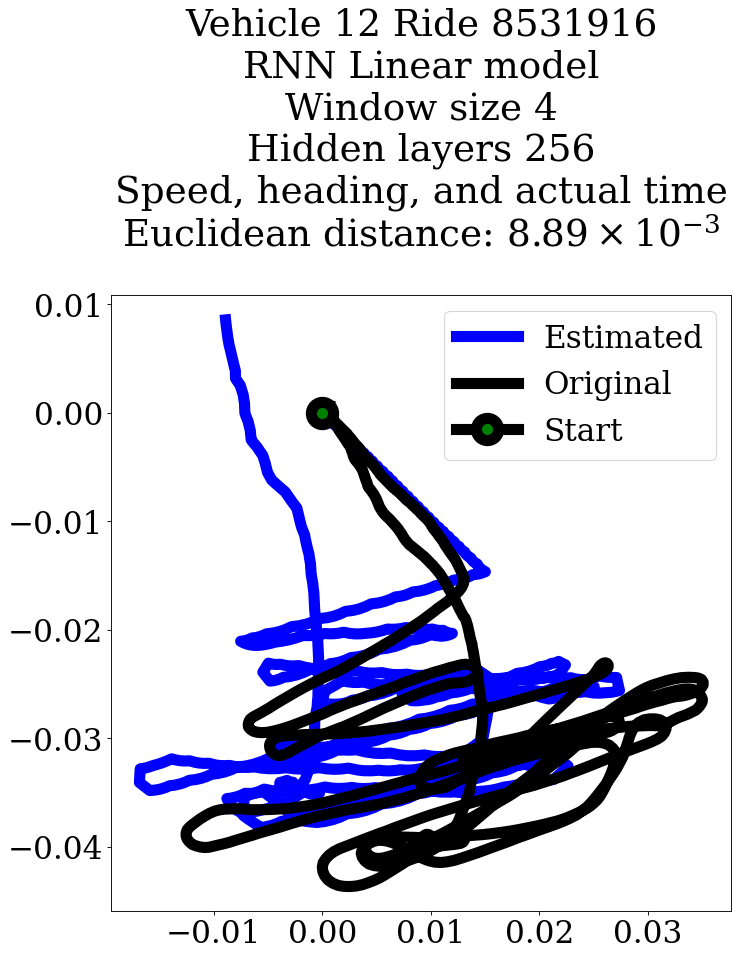 Vehicle 12 Ride 8531916
RNN Linear model
Window size 4
Hidden layers 256
Speed, heading, and actual time
Euclidean distance: 8.89 × 10⁻³
0.01
0.00
−0.01
−0.02
−0.03
−0.04
Estimated
Original
Start
−0.01 0.00 0.01 0.02 0.03